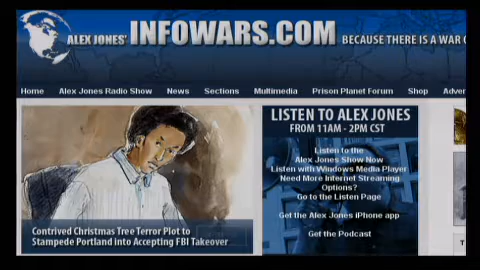 ALEX JONES' INFOWARS.COM BECAUSE THERE IS A WAR
Home Alex Jones Radio Show News Sections Multimedia Prison Planet Forum Shop
LISTEN TO ALEX JONES
FROM 11AM - 2PM CST
Listen to the
Alex Jones Show Now
Listen with Windows Media Player
Need More Internet Streaming
Options?
Go to the Listen Page
Get the Alex Jones iPhone app
Get the Podcast
Contrived Christmas Tree Terror Plot to
Stampede Portland into Accepting FBI Takeover